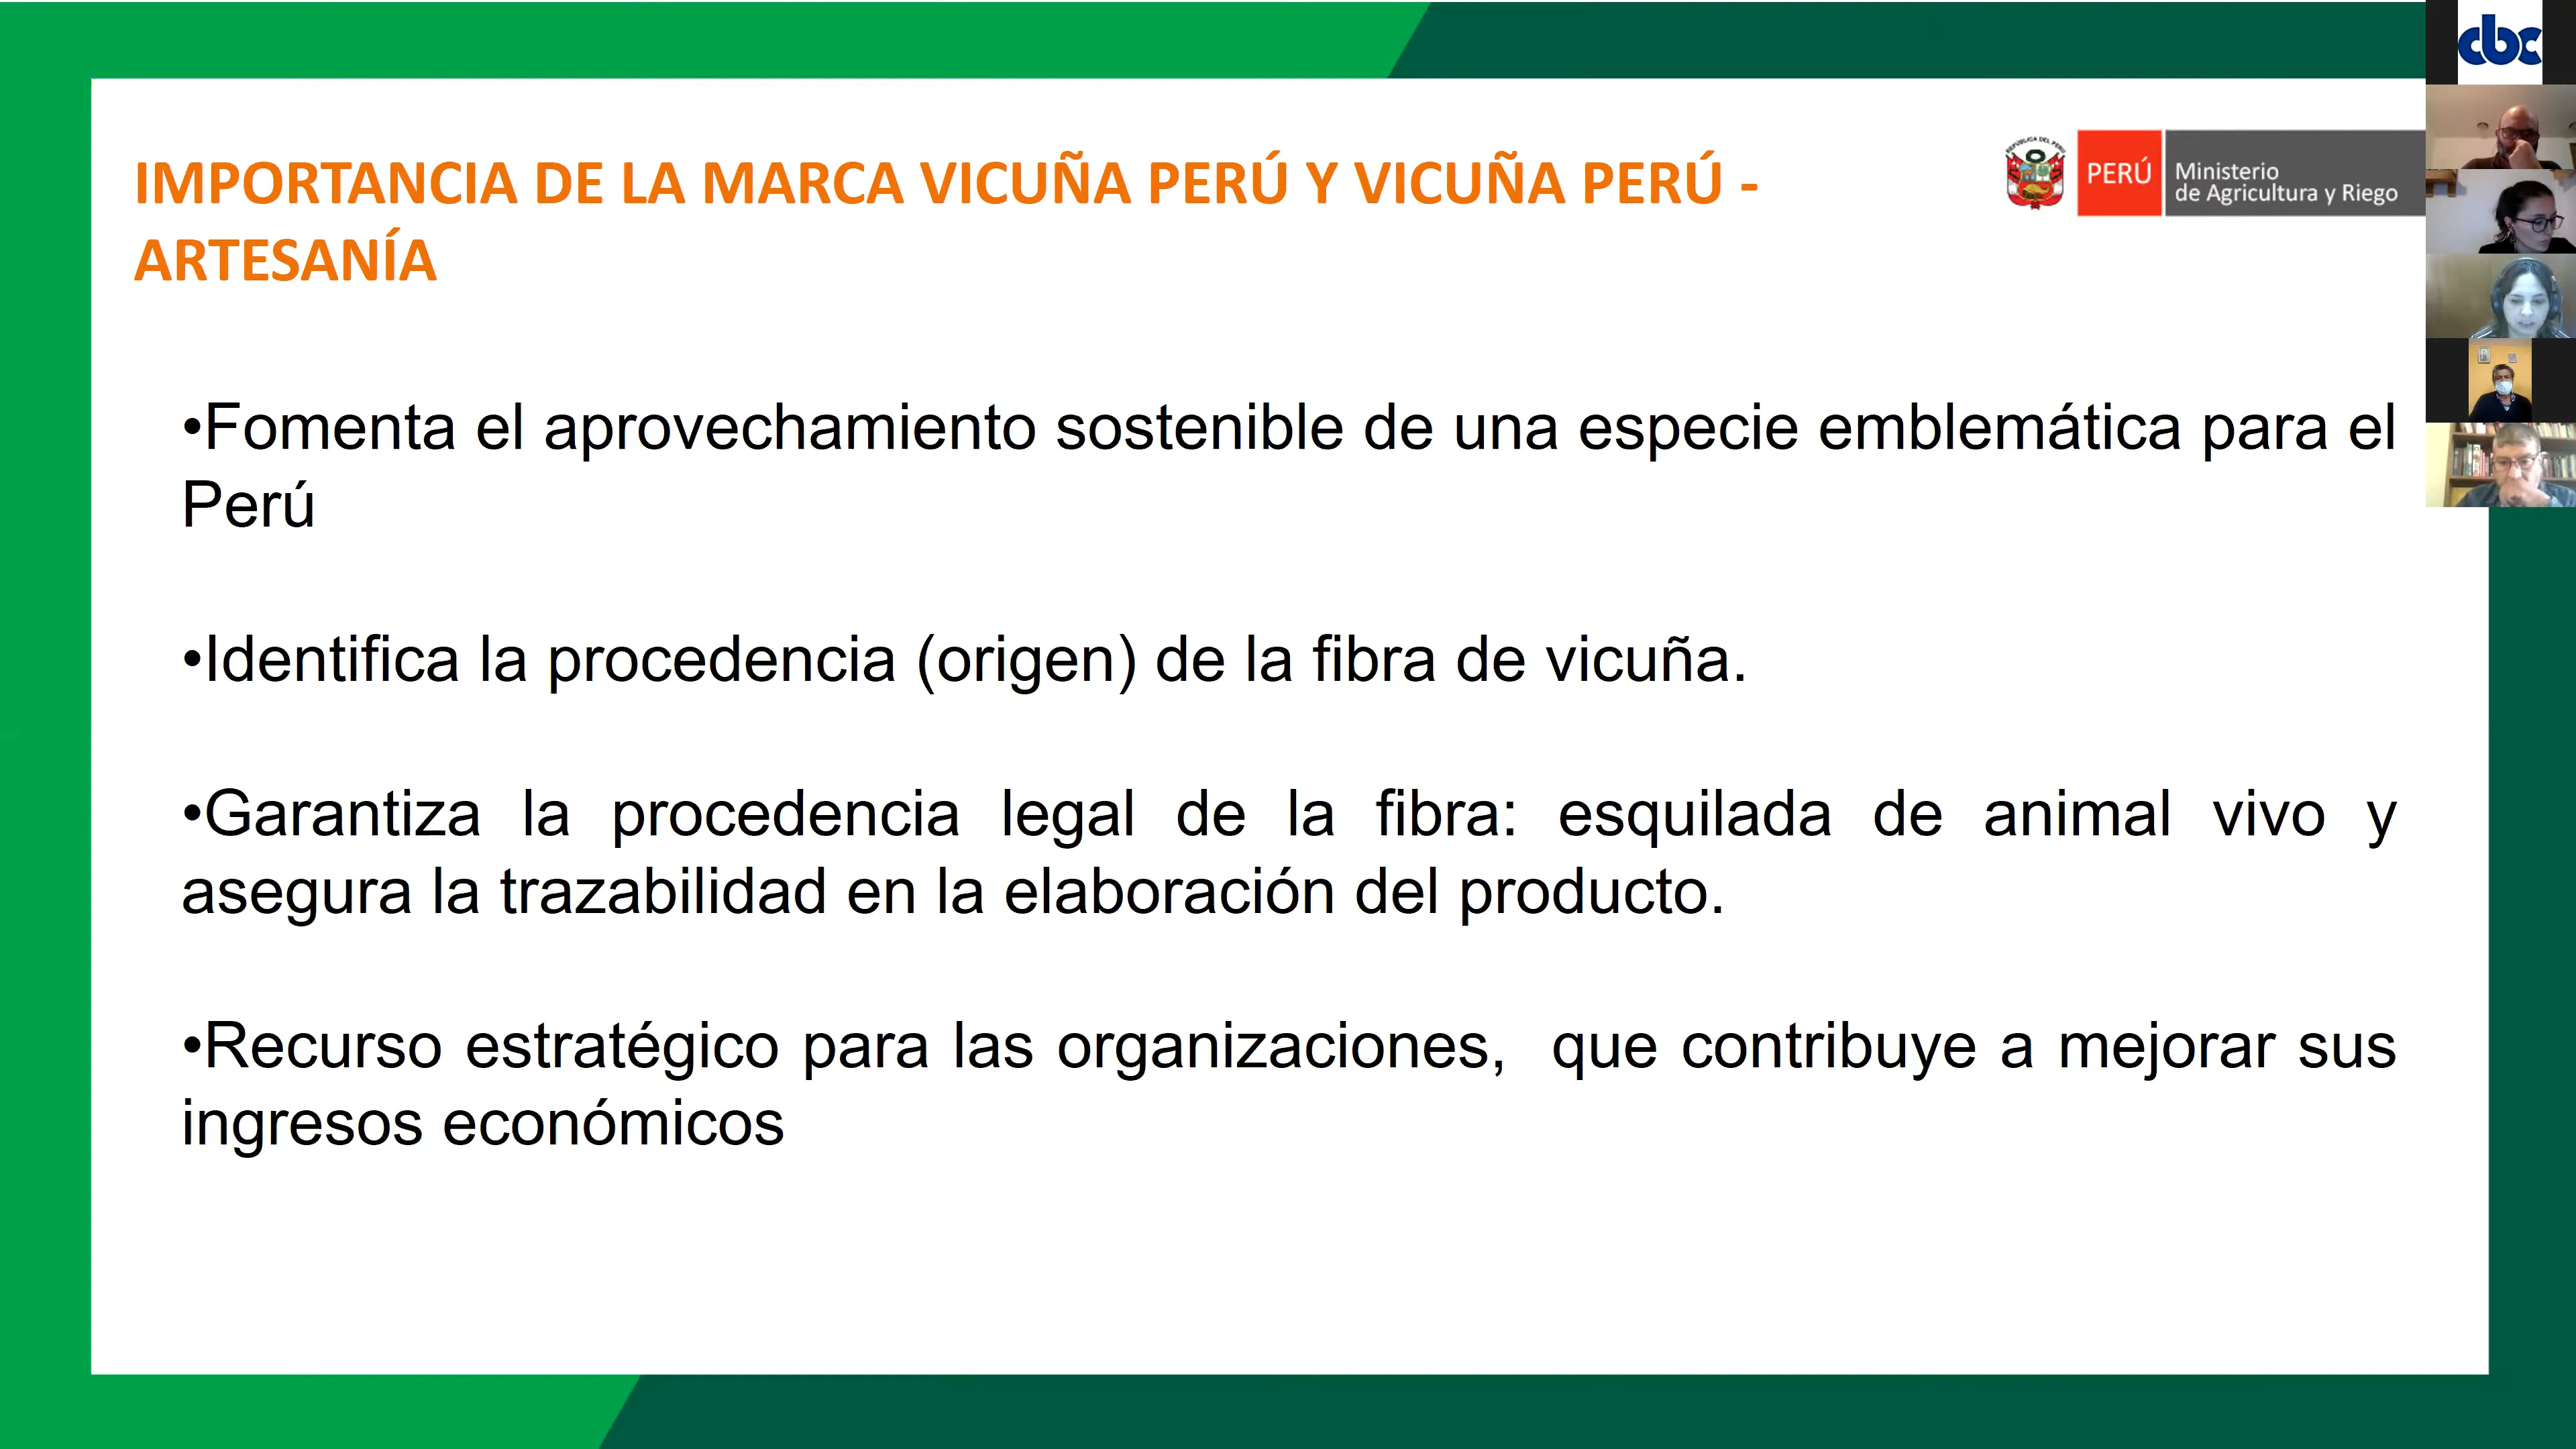 cbc
IMPORTANCIA DE LA MARCA VICUÑA PERÚ Y VICUÑA PERÚ -
ARTESANÍA
REPUBLICA DEL PERU
PERÚ
Ministerio
de Agricultura y Riego
•Fomenta el aprovechamiento sostenible de una especie emblemática para el
Perú
•Identifica la procedencia (origen) de la fibra de vicuña.
•Garantiza la procedencia legal de la fibra: esquilada de animal vivo y
asegura la trazabilidad en la elaboración del producto.
•Recurso estratégico para las organizaciones,  que contribuye a mejorar sus
ingresos económicos